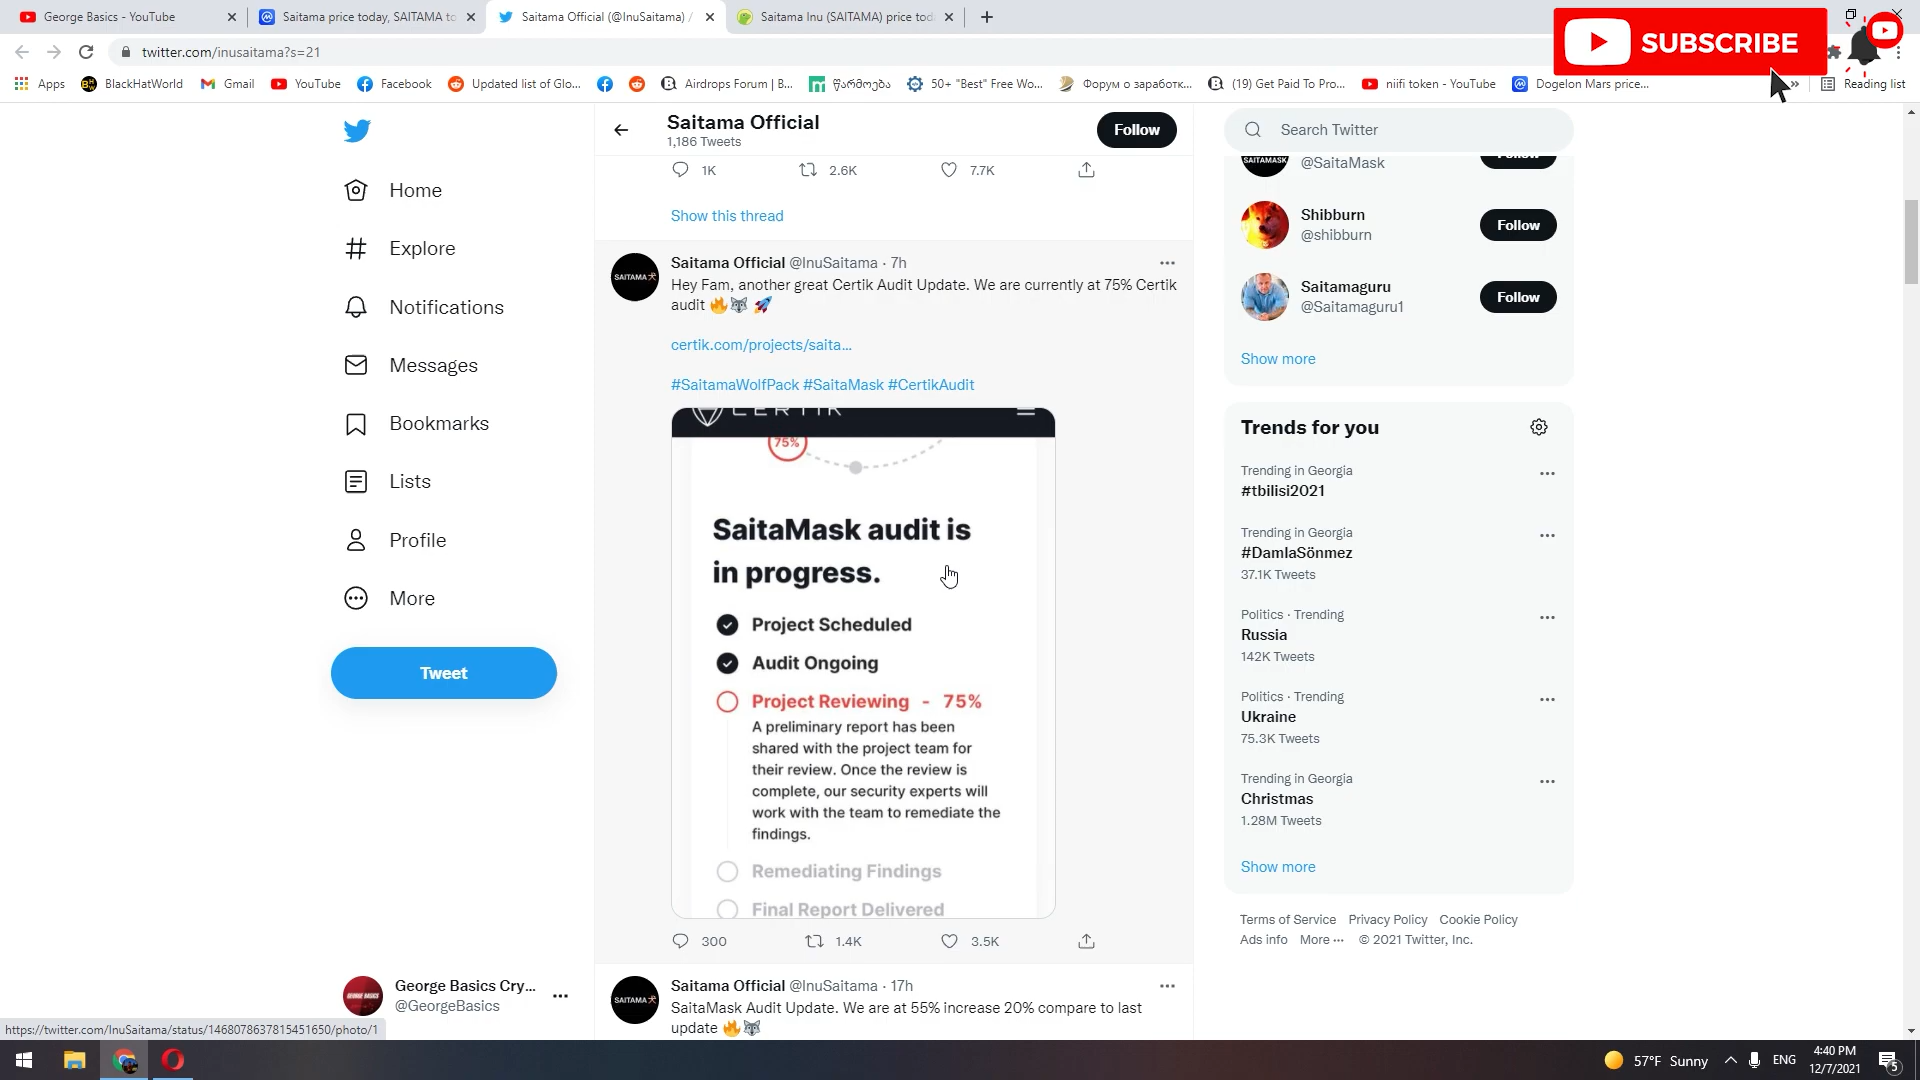 George Basics - YouTube
Saitama price today, SAITAMA to
Saitama Official (@InuSaitama) /
Saitama Inu (SAITAMA) price tod
twitter.com/inusaitama?s=21
SUBSCRIBE
Apps
BlackHatWorld
Gmail
YouTube
Facebook
Updated list of Glo...
Airdrops Forum | B...
წარმოება
50+ "Best" Free Wo...
Форум о заработк...
(19) Get Paid To Pro...
niifi token - YouTube
Dogelon Mars price...
Reading list
Home
Explore
Notifications
Messages
Bookmarks
Lists
Profile
More
Tweet
George Basics Cry...
@GeorgeBasics
https://twitter.com/InuSaitama/status/1468078637815451650/photo/1
Saitama Official
1,186 Tweets
Follow
1K
2.6K
7.7K
Show this thread
SAITAMA
Saitama Official @InuSaitama · 7h
Hey Fam, another great Certik Audit Update. We are currently at 75% Certik
audit 🔥🐺 🚀
certik.com/projects/saita...
#SaitamaWolfPack #SaitaMask #CertikAudit
CERTIK
75%
SaitaMask audit is
in progress.
Project Scheduled
Audit Ongoing
Project Reviewing - 75%
A preliminary report has been
shared with the project team for
their review. Once the review is
complete, our security experts will
work with the team to remediate the
findings.
Remediating Findings
Final Report Delivered
300
1.4K
3.5K
SAITAMA
Saitama Official @InuSaitama · 17h
SaitaMask Audit Update. We are at 55% increase 20% compare to last
update 🔥🐺
Search Twitter
SAITAMASK
@SaitaMask
Follow
Shibburn
@shibburn
Follow
Saitamaguru
@Saitamaguru1
Follow
Show more
Trends for you
Trending in Georgia
#tbilisi2021
Trending in Georgia
#DamlaSönmez
37.1K Tweets
Politics · Trending
Russia
142K Tweets
Politics · Trending
Ukraine
75.3K Tweets
Trending in Georgia
Christmas
1.28M Tweets
Show more
Terms of Service Privacy Policy Cookie Policy
Ads info More ··· © 2021 Twitter, Inc.
57°F Sunny
ENG
4:40 PM
12/7/2021
5